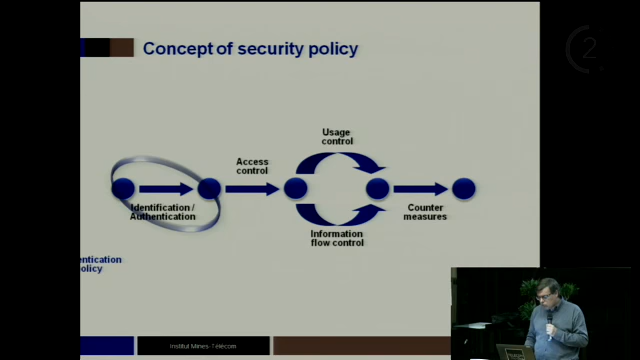 Concept of security policy
Usage
control
Access
control
Identification /
Authentication
Information
flow control
Counter
measures
entication
olicy
Institut Mines-Télécom
2